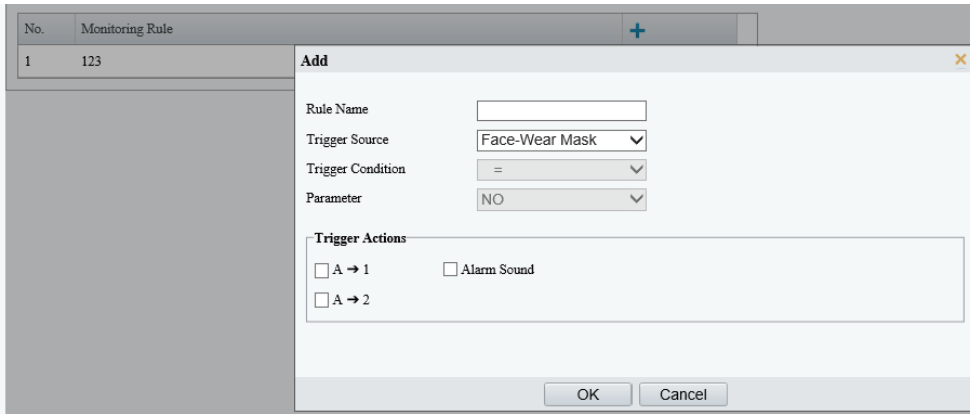 No. Monitoring Rule +
1 123
Add ×
Rule Name
Trigger Source Face-Wear Mask
Trigger Condition =
Parameter NO
Trigger Actions
A ➔ 1 Alarm Sound
A ➔ 2
OK Cancel